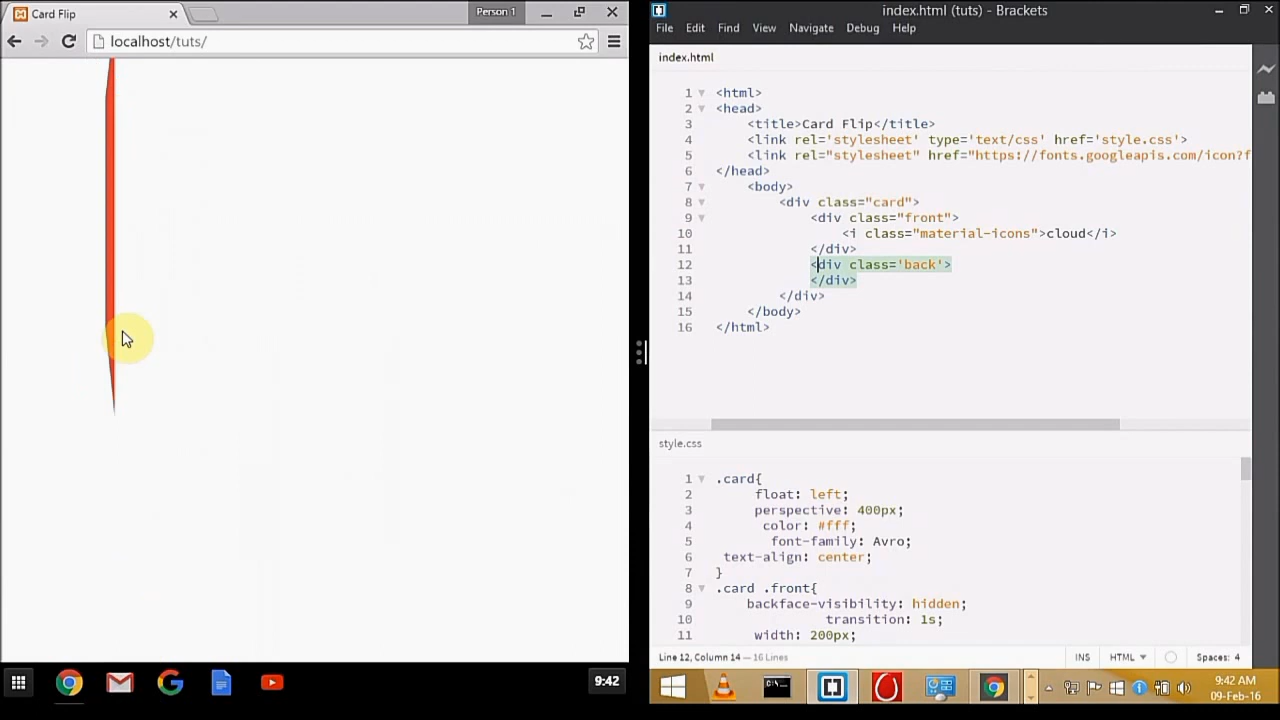 Card Flip
Person 1
localhost/tuts/
9:42
index.html (tuts) - Brackets
File Edit Find View Navigate Debug Help
index.html
1 <html>
2 <head>
3 <title>Card Flip</title>
4 <link rel='stylesheet' type='text/css' href='style.css'>
5 <link rel="stylesheet" href="https://fonts.googleapis.com/icon?f
6 </head>
7 <body>
8 <div class="card">
9 <div class="front">
10 <i class="material-icons">cloud</i>
11 </div>
12 <div class='back'>
13 </div>
14 </div>
15 </body>
16 </html>
style.css
1 .card{
2 float: left;
3 perspective: 400px;
4 color: #fff;
5 font-family: Avro;
6 text-align: center;
7 }
8 .card .front{
9 backface-visibility: hidden;
10 transition: 1s;
11 width: 200px;
Line 12, Column 14 — 16 Lines
INS HTML Spaces: 4
9:42 AM
09-Feb-16